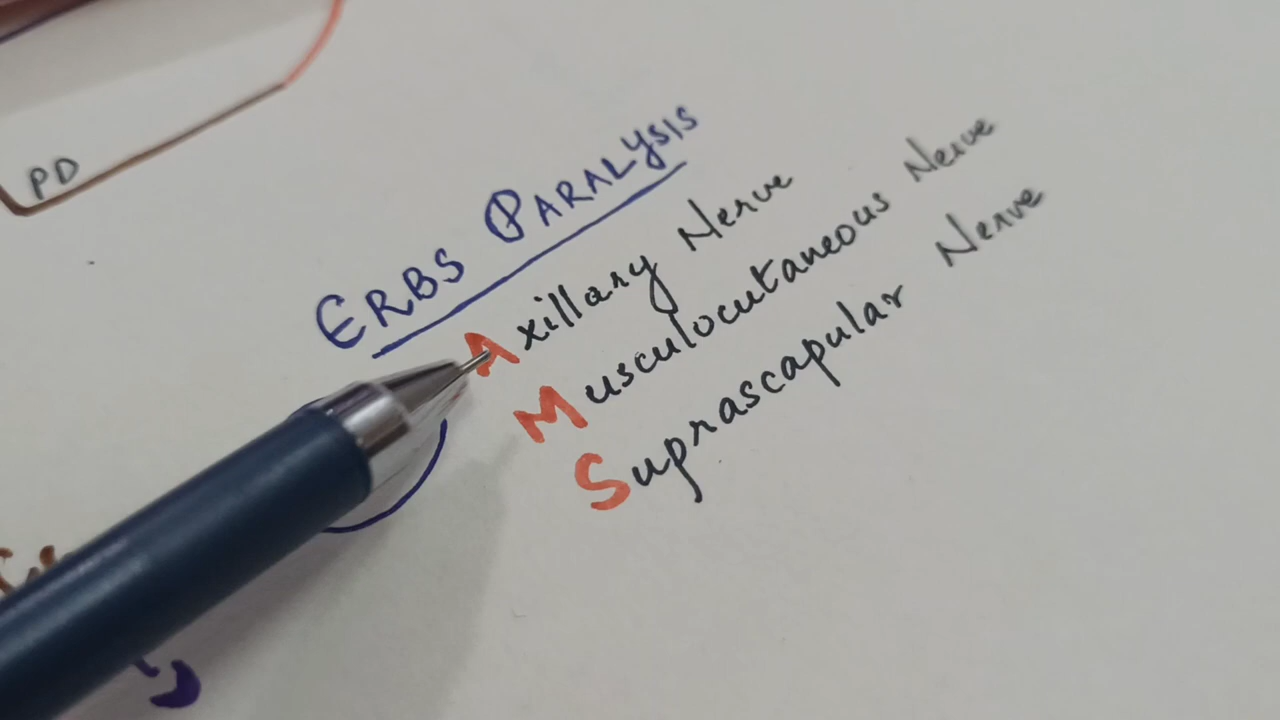 PD
ERBS PARALYSIS
Axillary Nerve
Musculocutaneous Nerve
Suprascapular Nerve